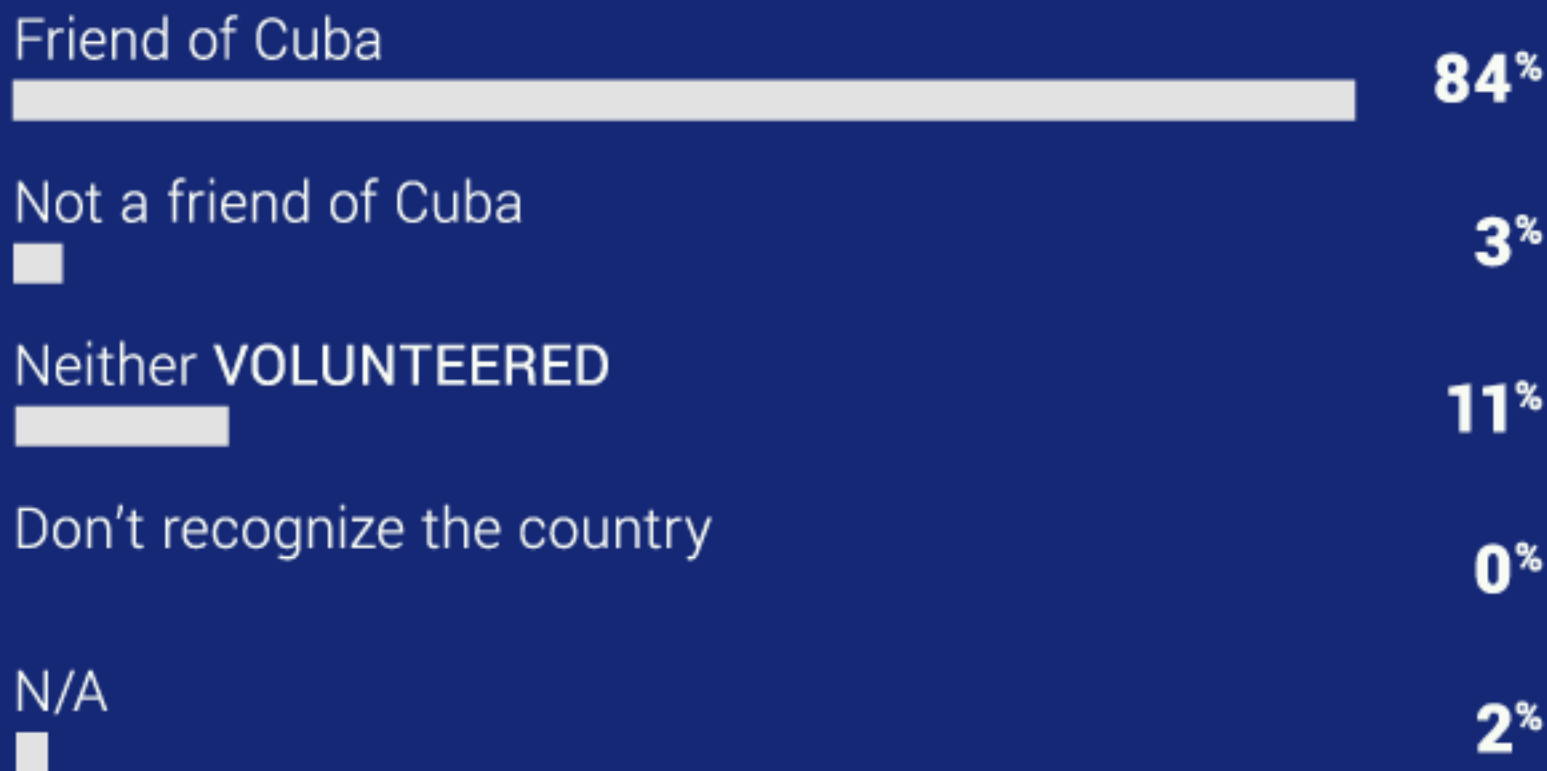 Friend of Cuba
84%
Not a friend of Cuba
3%
Neither VOLUNTEERED
11%
Don't recognize the country
0%
N/A
2%